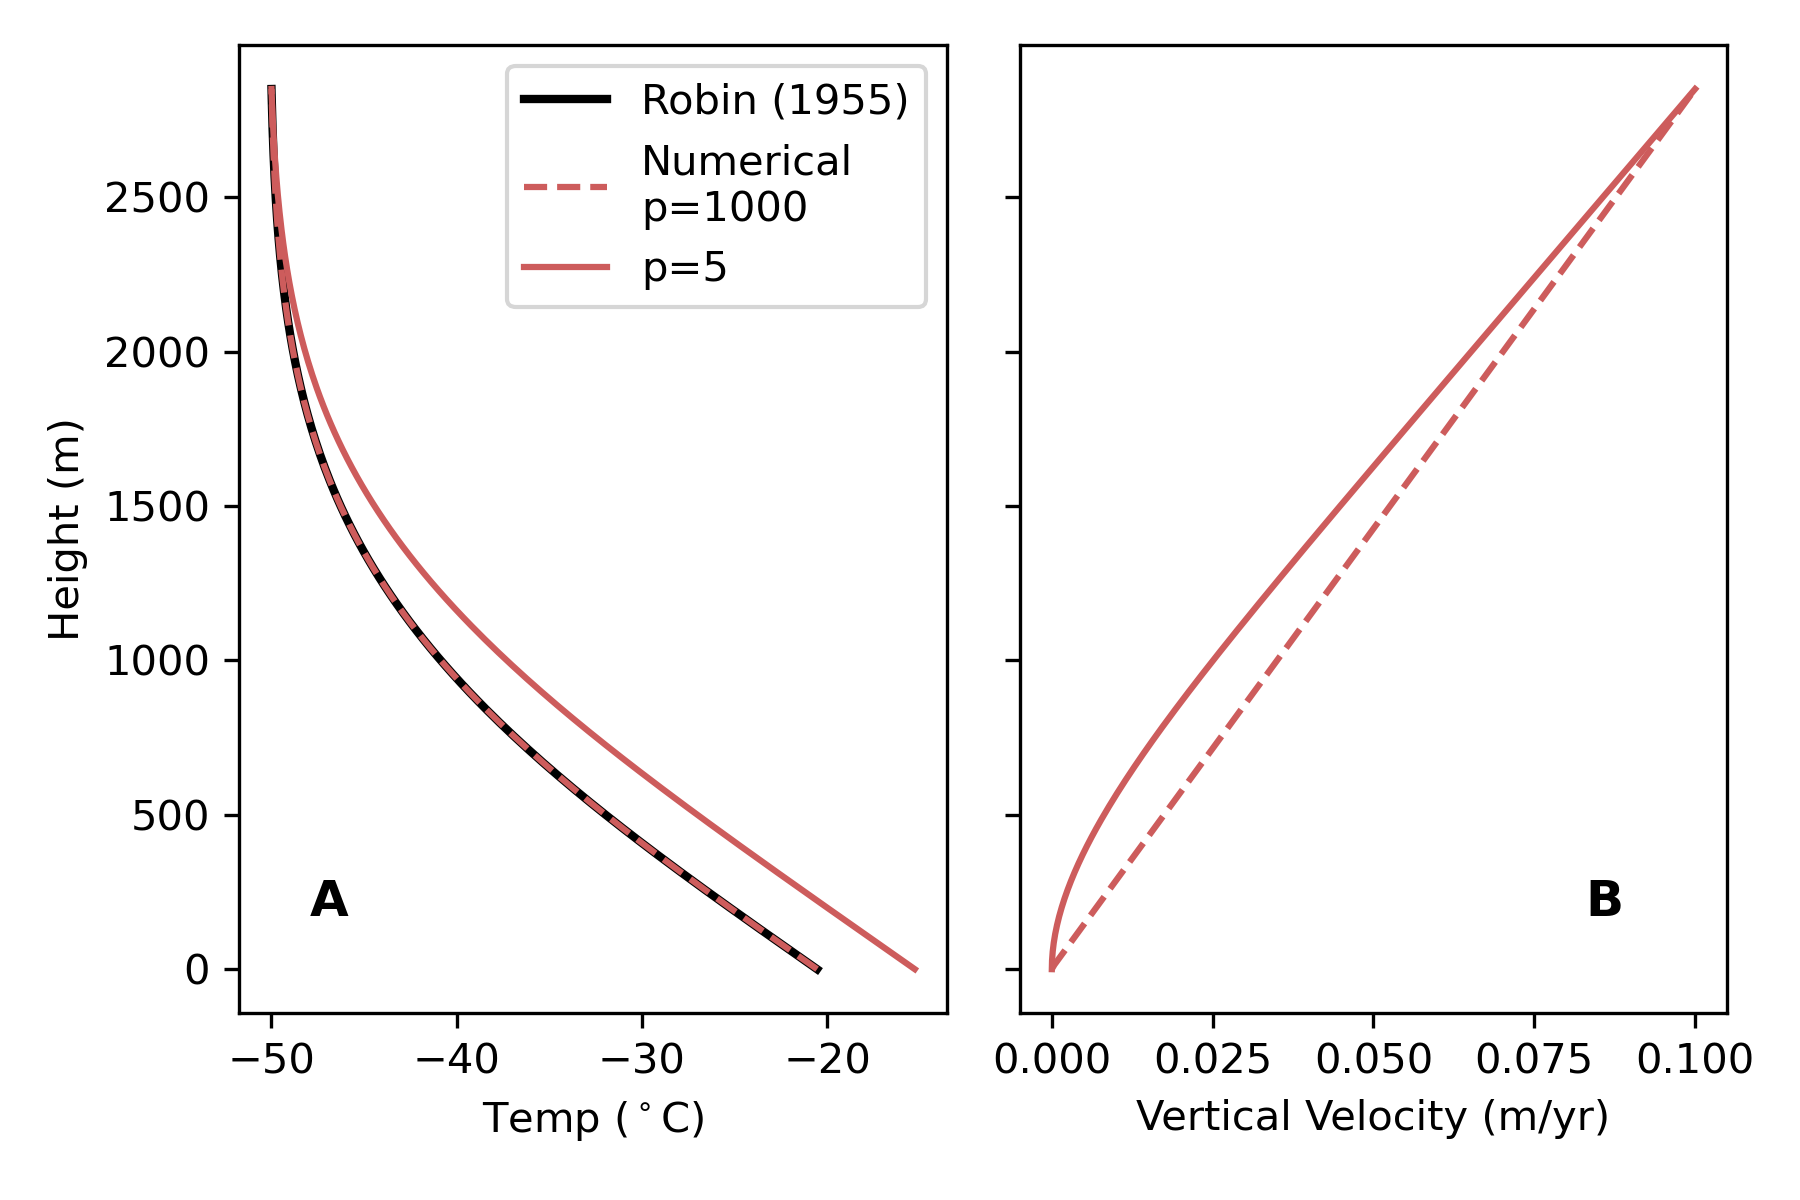 Robin (1955)
Numerical
p=1000
p=5
2500
2000
1500
1000
500
0
Height (m)
A
−50 −40 −30 −20
Temp (°C)
B
0.000 0.025 0.050 0.075 0.100
Vertical Velocity (m/yr)